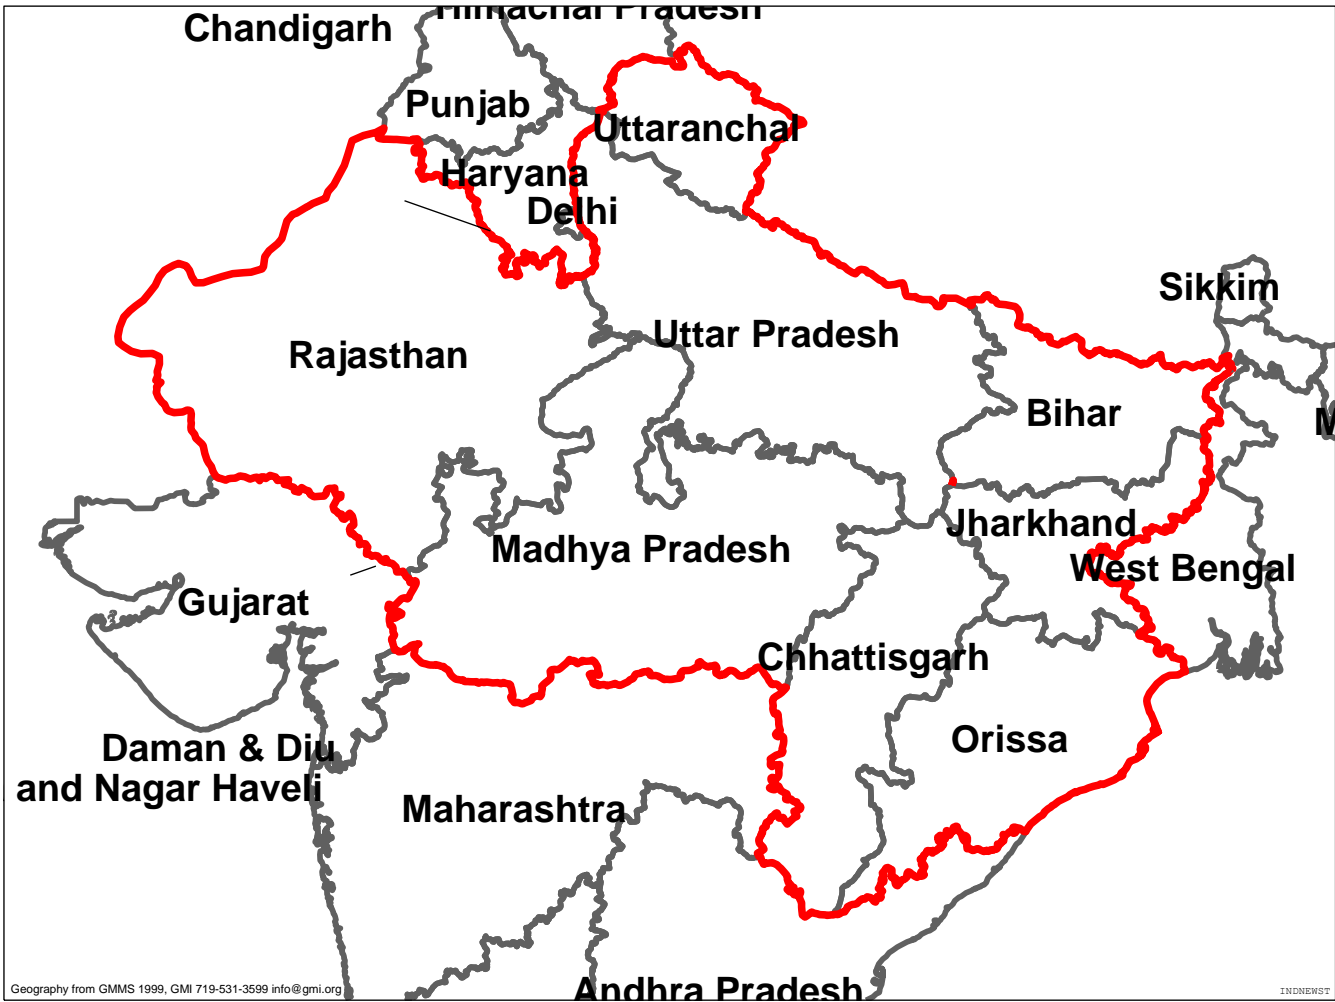 Himachal Pradesh
Chandigarh
Punjab
Uttaranchal
Haryana
Delhi
Sikkim
Uttar Pradesh
Rajasthan
Bihar
M
Jharkhand
Madhya Pradesh
West Bengal
Gujarat
Chhattisgarh
Orissa
Daman & Diu
and Nagar Haveli
Maharashtra
Andhra Pradesh
Geography from GMMS 1999, GMI 719-531-3599 info@gmi.org
INDNEWST